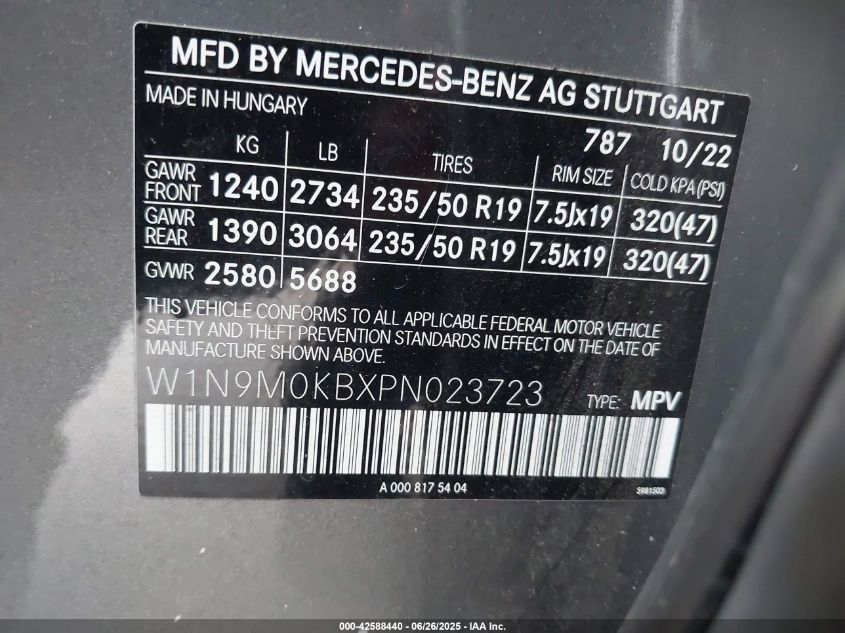 MFD BY MERCEDES-BENZ AG STUTTGART
MADE IN HUNGARY 787 10/22
KG LB TIRES RIM SIZE COLD KPA (PSI)
GAWR FRONT 1240 2734 235/50 R19 7.5Jx19 320(47)
GAWR REAR 1390 3064 235/50 R19 7.5Jx19 320(47)
GVWR 2580 5688
THIS VEHICLE CONFORMS TO ALL APPLICABLE FEDERAL MOTOR VEHICLE
SAFETY AND THEFT PREVENTION STANDARDS IN EFFECT ON THE DATE OF
MANUFACTURE SHOWN ABOVE.
W1N9M0KBXPN023723 TYPE: MPV
A 000 817 54 04 5981503
000-42588440 - 06/26/2025 - IAA Inc.